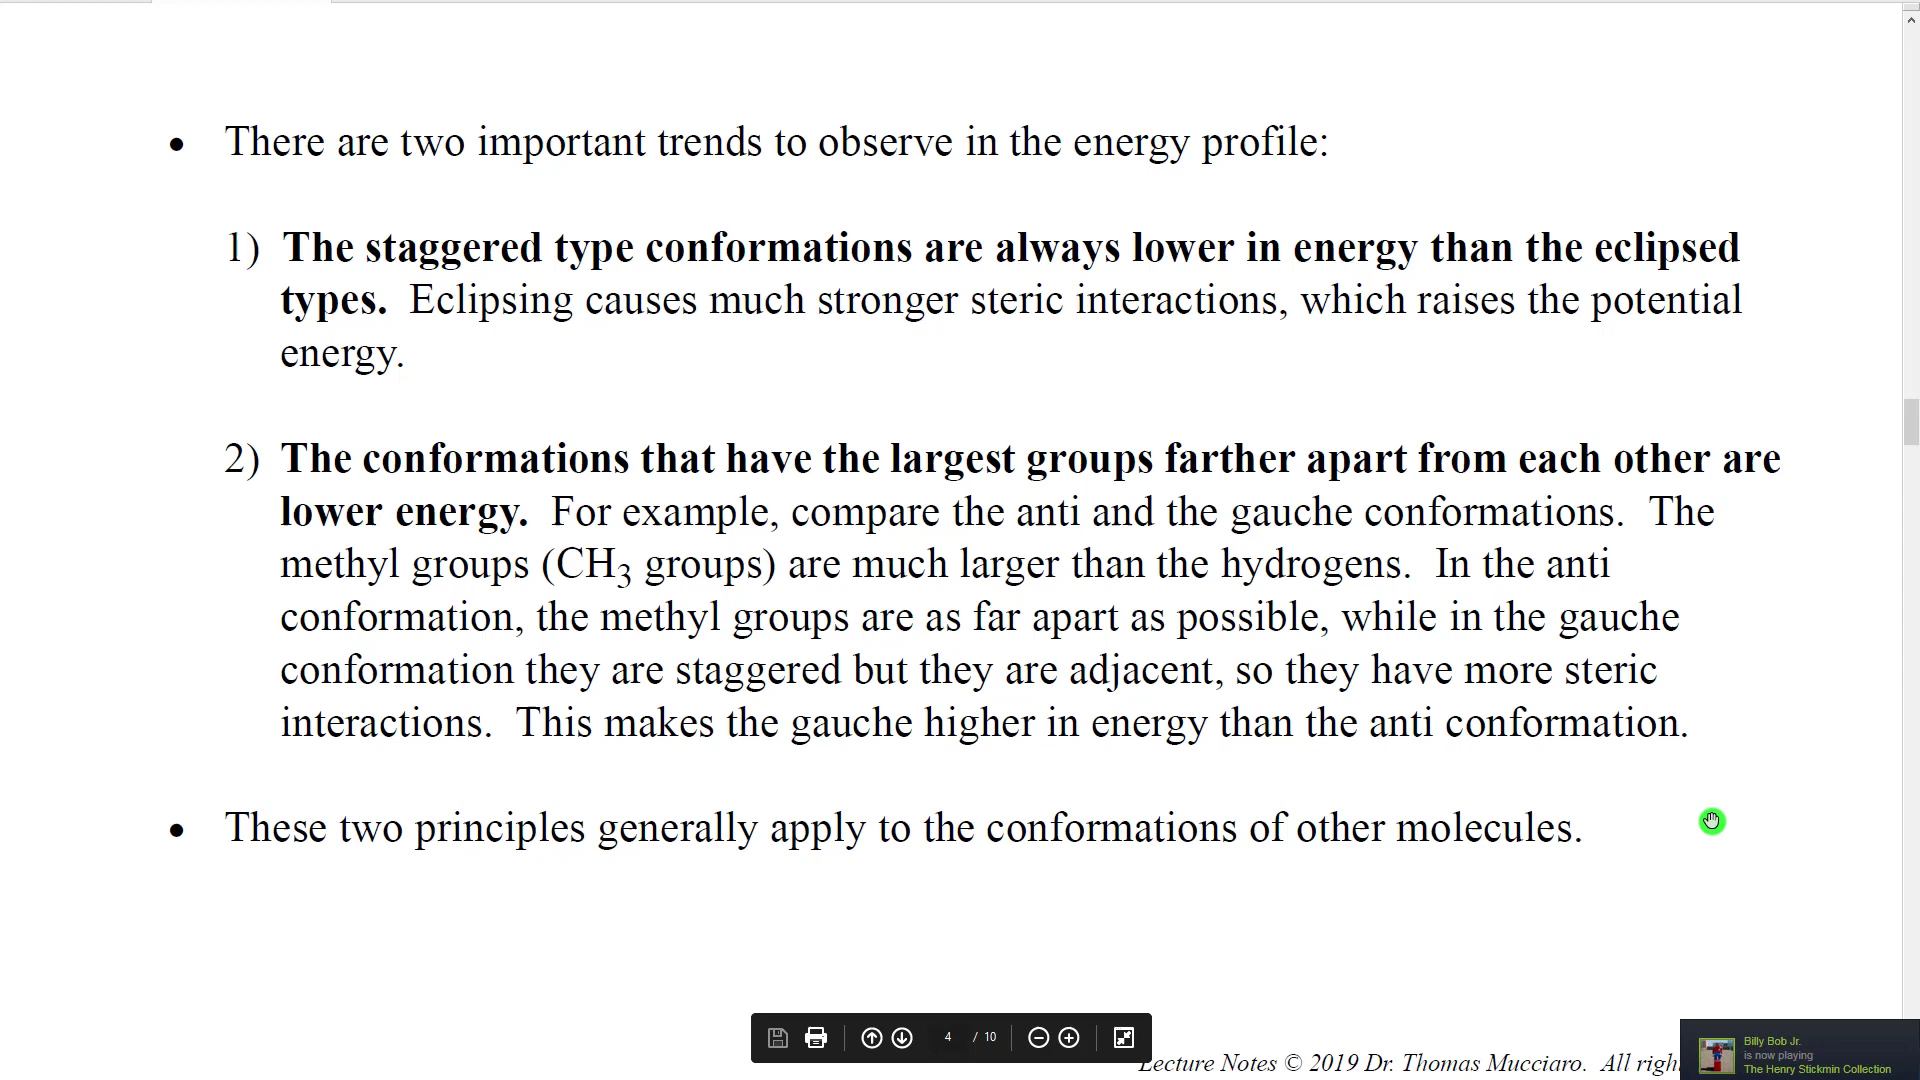 • There are two important trends to observe in the energy profile:
1) The staggered type conformations are always lower in energy than the eclipsed
types. Eclipsing causes much stronger steric interactions, which raises the potential
energy.
2) The conformations that have the largest groups farther apart from each other are
lower energy. For example, compare the anti and the gauche conformations. The
methyl groups (CH3 groups) are much larger than the hydrogens. In the anti
conformation, the methyl groups are as far apart as possible, while in the gauche
conformation they are staggered but they are adjacent, so they have more steric
interactions. This makes the gauche higher in energy than the anti conformation.
• These two principles generally apply to the conformations of other molecules.
4 / 10
Lecture Notes © 2019 Dr. Thomas Mucciaro. All righ
Billy Bob Jr.
is now playing
The Henry Stickmin Collection